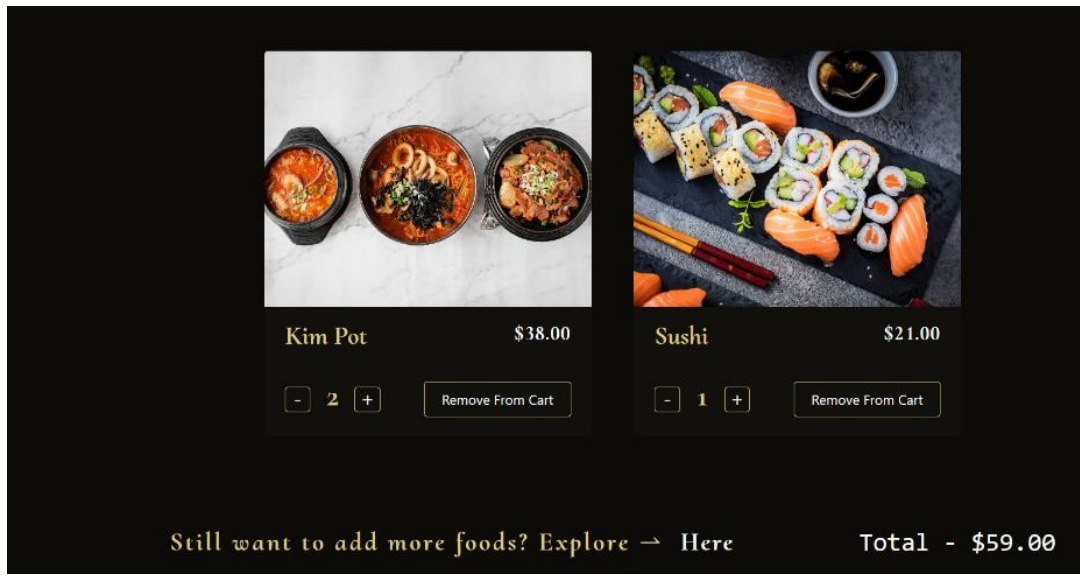 Kim Pot $38.00
- 2 + Remove From Cart
Sushi $21.00
- 1 + Remove From Cart
Still want to add more foods? Explore → Here
Total - $59.00